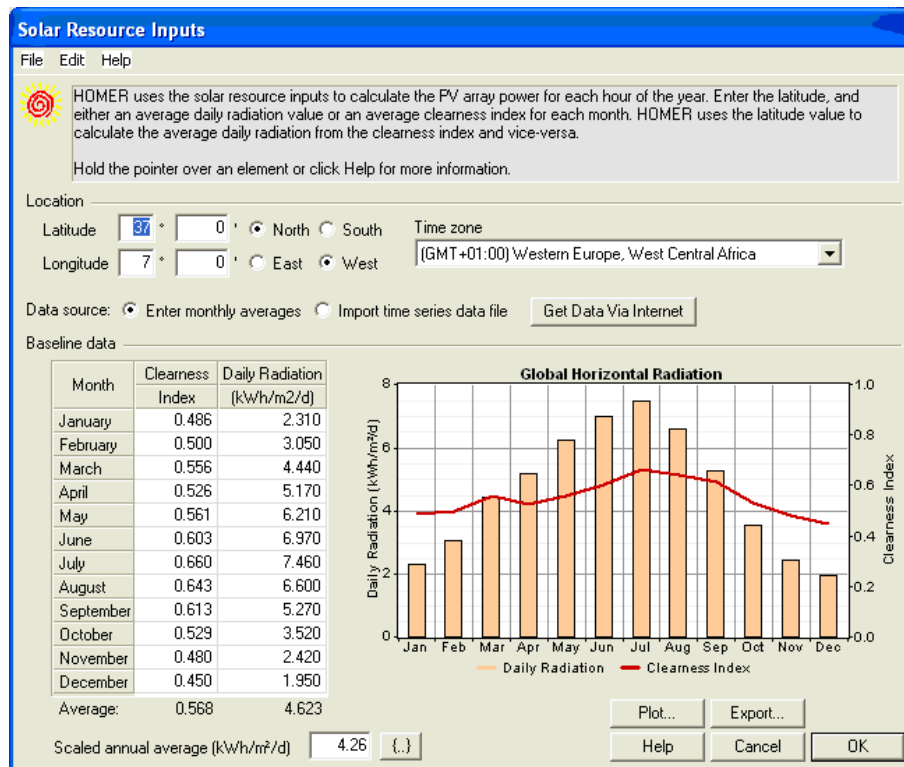 Solar Resource Inputs
File Edit Help
HOMER uses the solar resource inputs to calculate the PV array power for each hour of the year. Enter the latitude, and
either an average daily radiation value or an average clearness index for each month. HOMER uses the latitude value to
calculate the average daily radiation from the clearness index and vice-versa.
Hold the pointer over an element or click Help for more information.
Location
Latitude 37 ° 0 ' North South Time zone
Longitude 7 ° 0 ' East West (GMT+01:00) Western Europe, West Central Africa
Data source: Enter monthly averages Import time series data file Get Data Via Internet
Baseline data
Month Clearness Daily Radiation
Index (kWh/m2/d)
January 0.486 2.310
February 0.500 3.050
March 0.556 4.440
April 0.526 5.170
May 0.561 6.210
June 0.603 6.970
July 0.660 7.460
August 0.643 6.600
September 0.613 5.270
October 0.529 3.520
November 0.480 2.420
December 0.450 1.950
Average: 0.568 4.623
Scaled annual average (kWh/m²/d) 4.26 {..}
Global Horizontal Radiation
Daily Radiation (kWh/m²/d)
8
6
4
2
0
1.0
0.8
0.6
0.4
0.2
0.0
Clearness Index
Jan Feb Mar Apr May Jun Jul Aug Sep Oct Nov Dec
Daily Radiation Clearness Index
Plot... Export...
Help Cancel OK